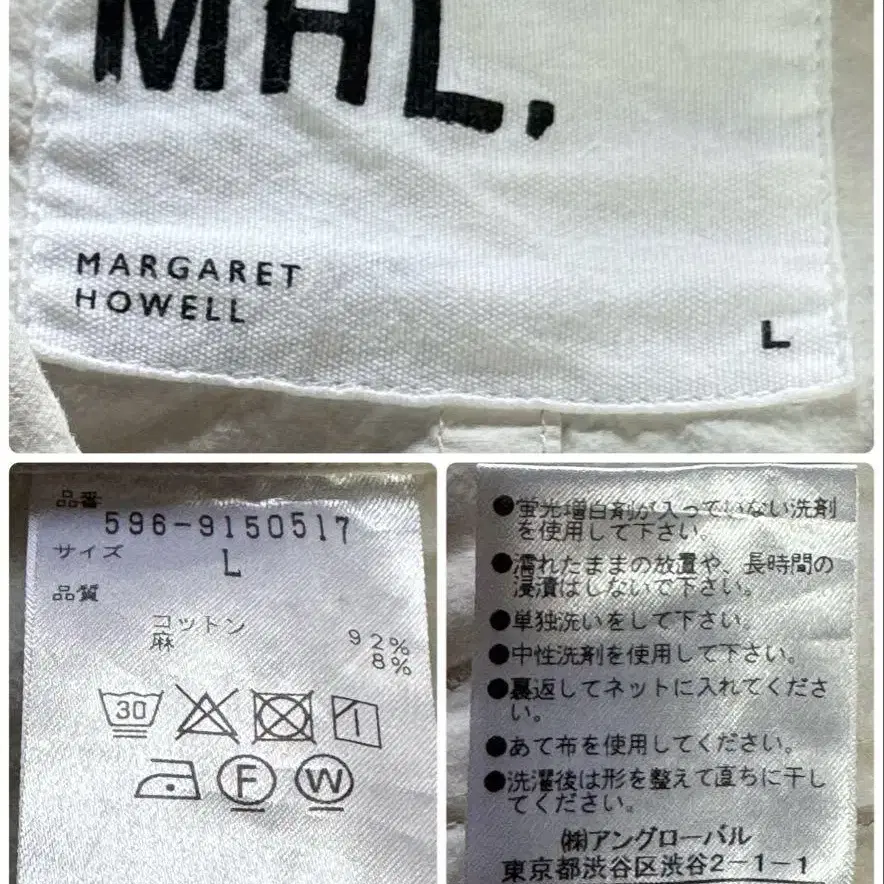 MHL.
MARGARET
HOWELL
L
品番
596-9150517
サイズ
L
品質
コットン 92%
麻 8%
30
F W
●蛍光増白剤が入っていない洗剤
を使用して下さい。
●濡れたままの放置や、長時間の
浸漬はしないで下さい。
●単独洗いをして下さい。
●中性洗剤を使用して下さい。
●裏返してネットに入れてくださ
い。
●あて布を使用してください。
●洗濯後は形を整えて直ちに干し
てください。
㈱アングローバル
東京都渋谷区渋谷2-1-1